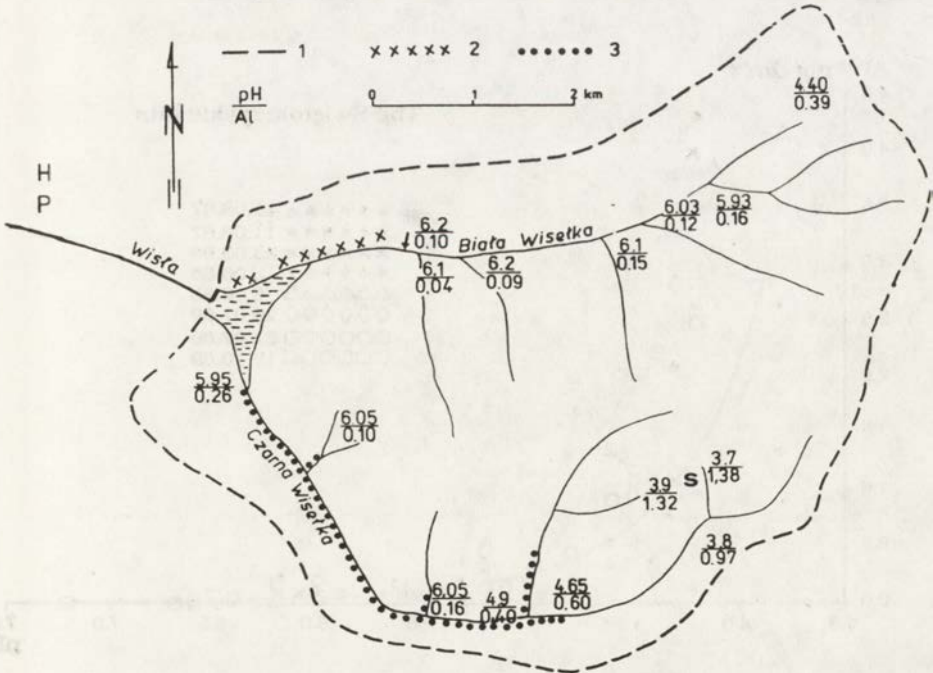 1 ××××× 2 ••••••• 3
N
pH
Al
0 1 2 km
H
P
4.40
0.39
6.03
0.12
5.93
0.16
6.2
0.10
Biała Wisełka
6.1
0.15
Wisła
6.1
0,04
6.2
0.09
5.95
0.26
6.05
0.10
Czarna Wisełka
S
3.7
1,38
3.9
1.32
3.8
0.97
6.05
0.16
4.9
0,40
4.65
0.60